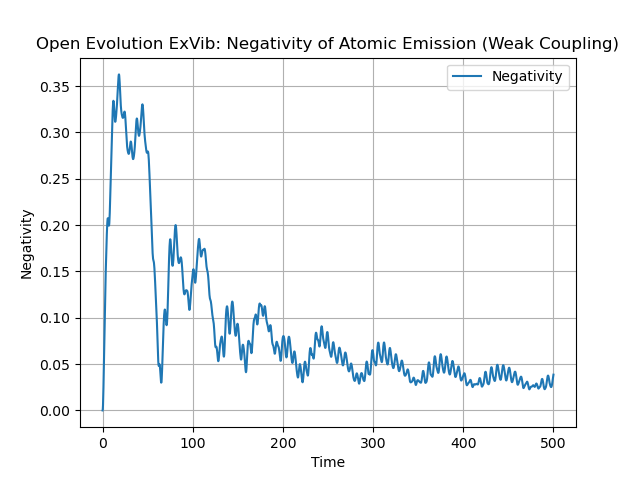 Open Evolution ExVib: Negativity of Atomic Emission (Weak Coupling)
Negativity
Negativity
0.35
0.30
0.25
0.20
0.15
0.10
0.05
0.00
0 100 200 300 400 500
Time